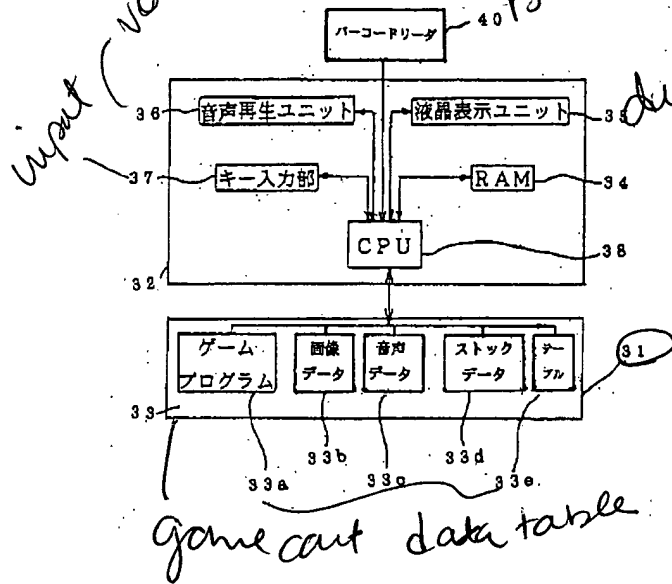 バーコードリーダ
40
36
音声再生ユニット
液晶表示ユニット
35
input
37
キー入力部
RAM
34
CPU
38
32
31
ゲーム
プログラム
画像
データ
音声
データ
ストック
データ
テー
ブル
33
33a
33b
33c
33d
33e
game cart data table